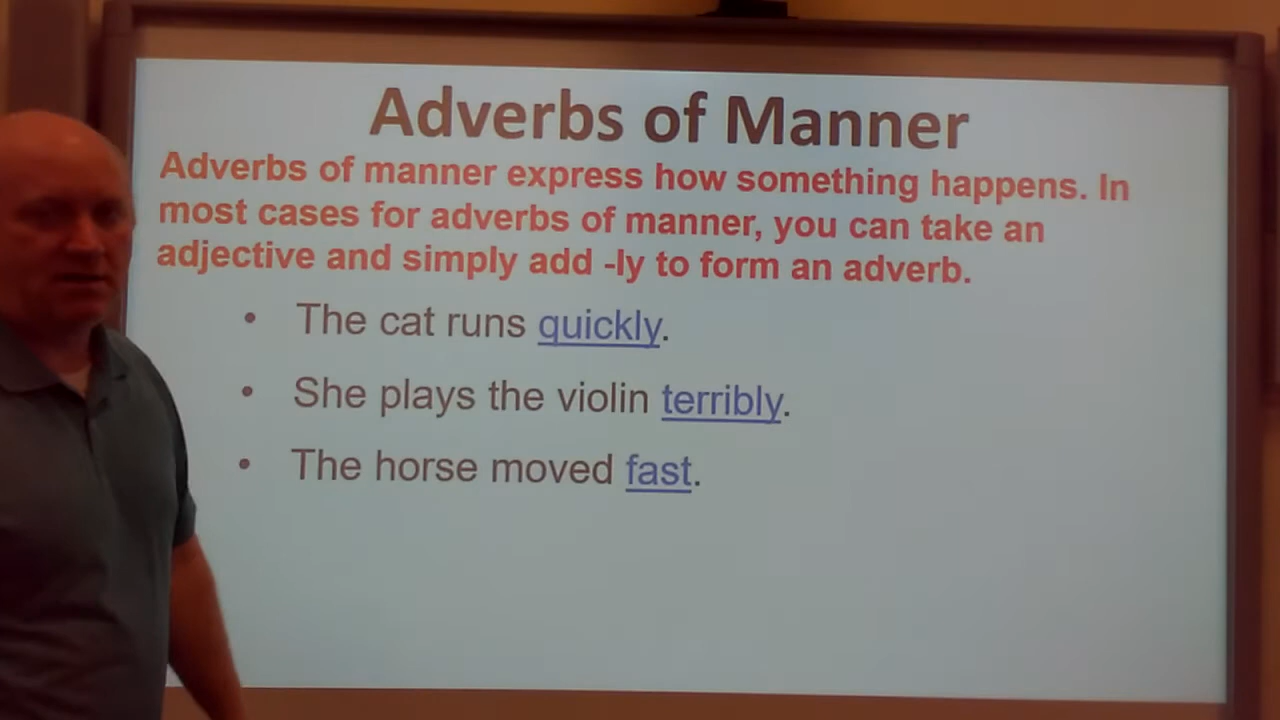 Adverbs of Manner
Adverbs of manner express how something happens. In
most cases for adverbs of manner, you can take an
adjective and simply add -ly to form an adverb.
• The cat runs quickly.
• She plays the violin terribly.
• The horse moved fast.